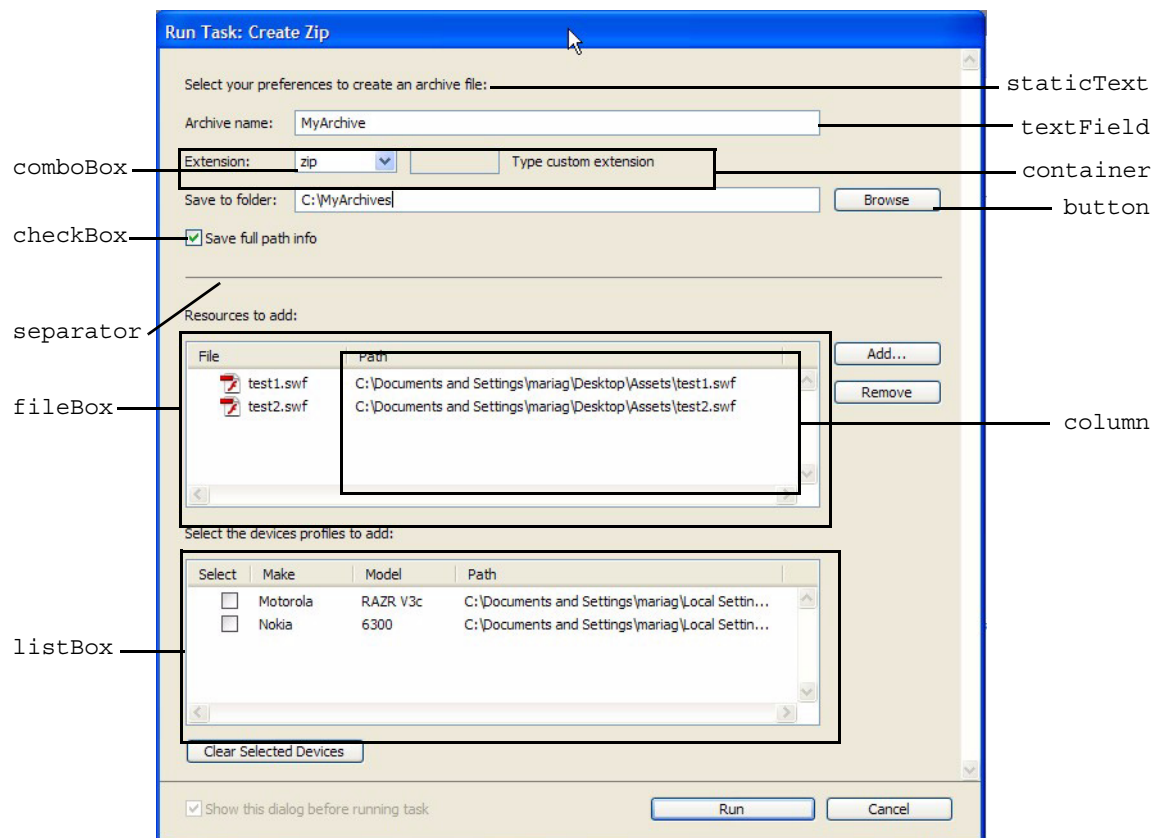 Run Task: Create Zip
Select your preferences to create an archive file:
staticText
Archive name: MyArchive
textField
comboBox
Extension: zip Type custom extension
container
Save to folder: C:\MyArchives Browse
button
checkBox
Save full path info
separator
Resources to add:
File Path Add...
test1.swf C:\Documents and Settings\mariag\Desktop\Assets\test1.swf
Remove
fileBox
test2.swf C:\Documents and Settings\mariag\Desktop\Assets\test2.swf
column
Select the devices profiles to add:
Select Make Model Path
Motorola RAZR V3c C:\Documents and Settings\mariag\Local Settin...
Nokia 6300 C:\Documents and Settings\mariag\Local Settin...
listBox
Clear Selected Devices
Show this dialog before running task Run Cancel